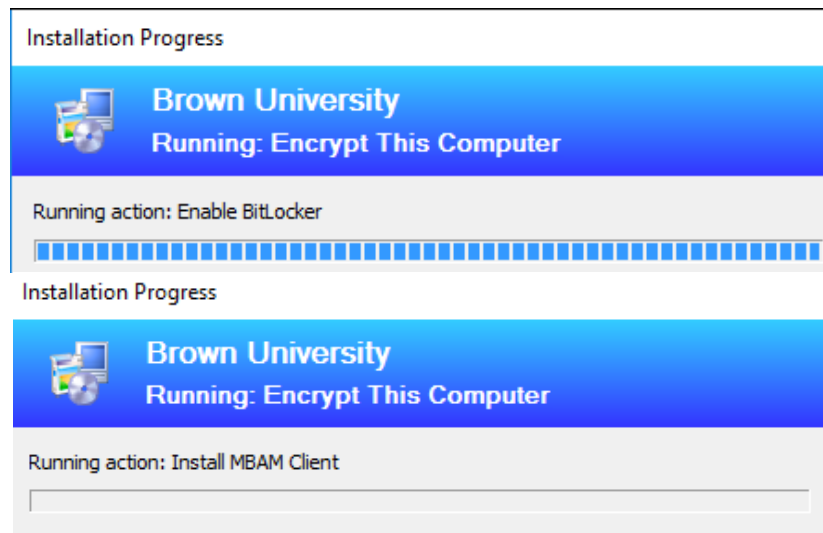 Installation Progress
Brown University
Running: Encrypt This Computer
Running action: Enable BitLocker
Installation Progress
Brown University
Running: Encrypt This Computer
Running action: Install MBAM Client